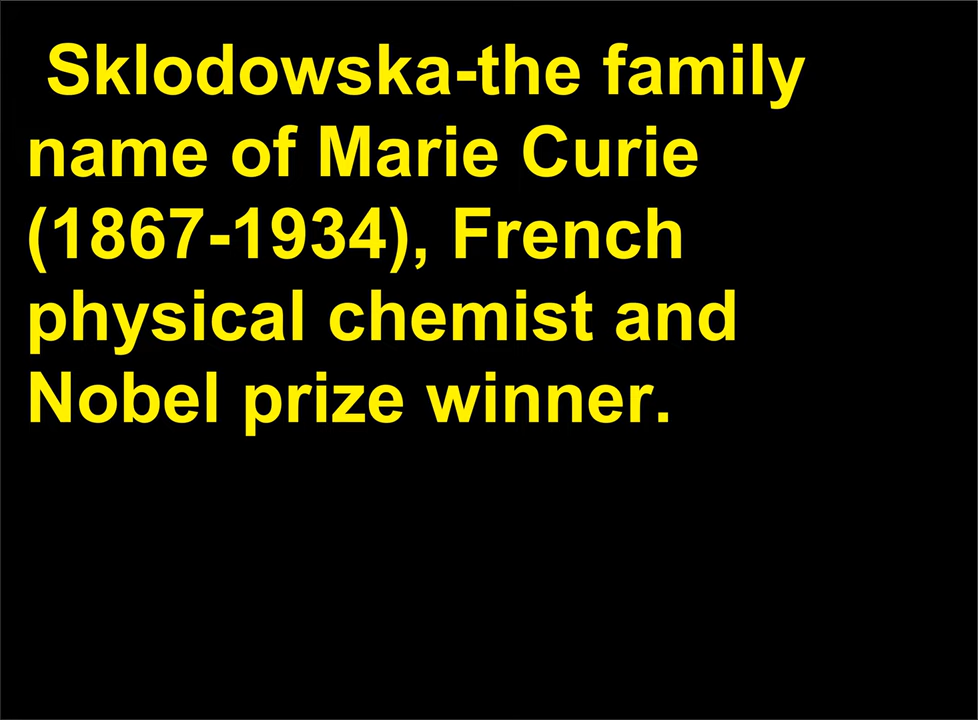 Sklodowska-the family
name of Marie Curie
(1867-1934), French
physical chemist and
Nobel prize winner.